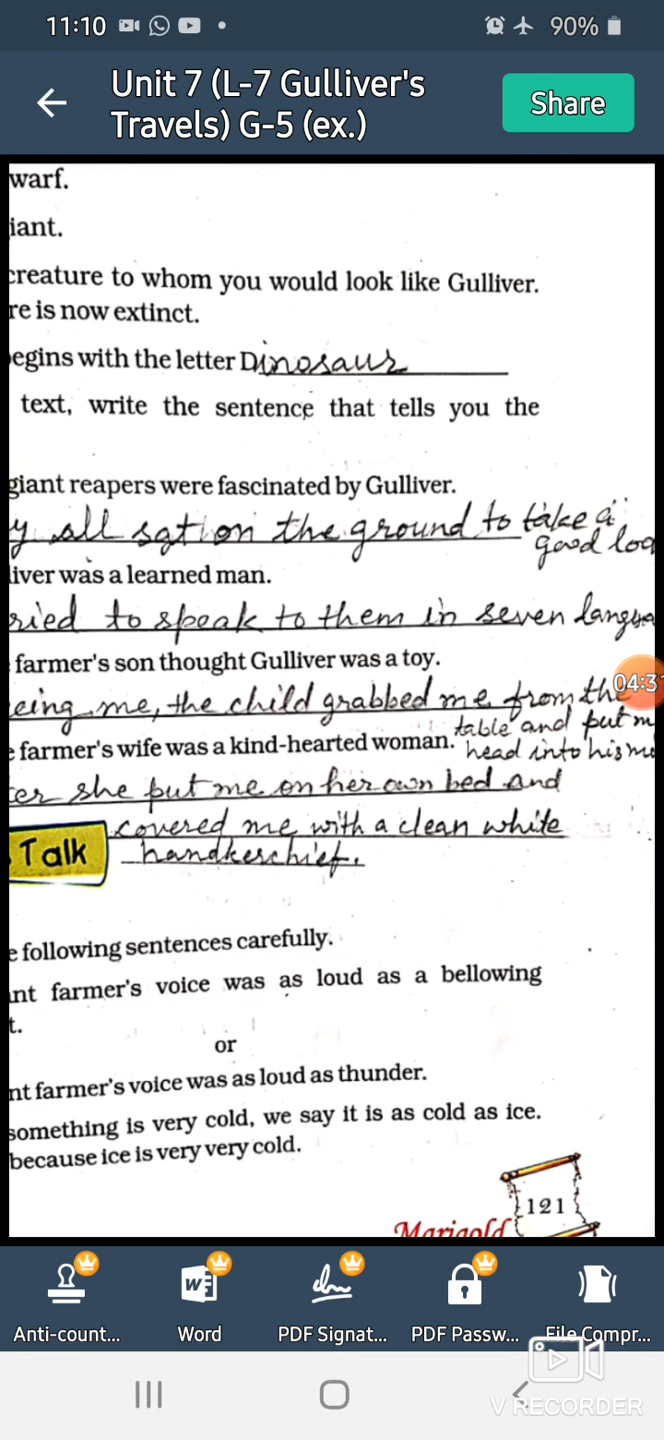 11:10
90%
Unit 7 (L-7 Gulliver's
Travels) G-5 (ex.)
Share
warf.
iant.
creature to whom you would look like Gulliver.
re is now extinct.
egins with the letter Dinosaur
text, write the sentence that tells you the
giant reapers were fascinated by Gulliver.
y all sat on the ground to take a
good loo
liver was a learned man.
ried to speak to them in seven langua
farmer's son thought Gulliver was a toy.
04:31
eing me, the child grabbed me from the
table and put m
e farmer's wife was a kind-hearted woman.
head into his mo
er she put me on her own bed and
covered me with a clean white
Talk
handkerchief.
e following sentences carefully.
nt farmer's voice was as loud as a bellowing
t.
or
nt farmer's voice was as loud as thunder.
something is very cold, we say it is as cold as ice.
because ice is very very cold.
121
Marigold
Anti-count...
Word
PDF Signat...
PDF Passw...
File Compr...
V RECORDER